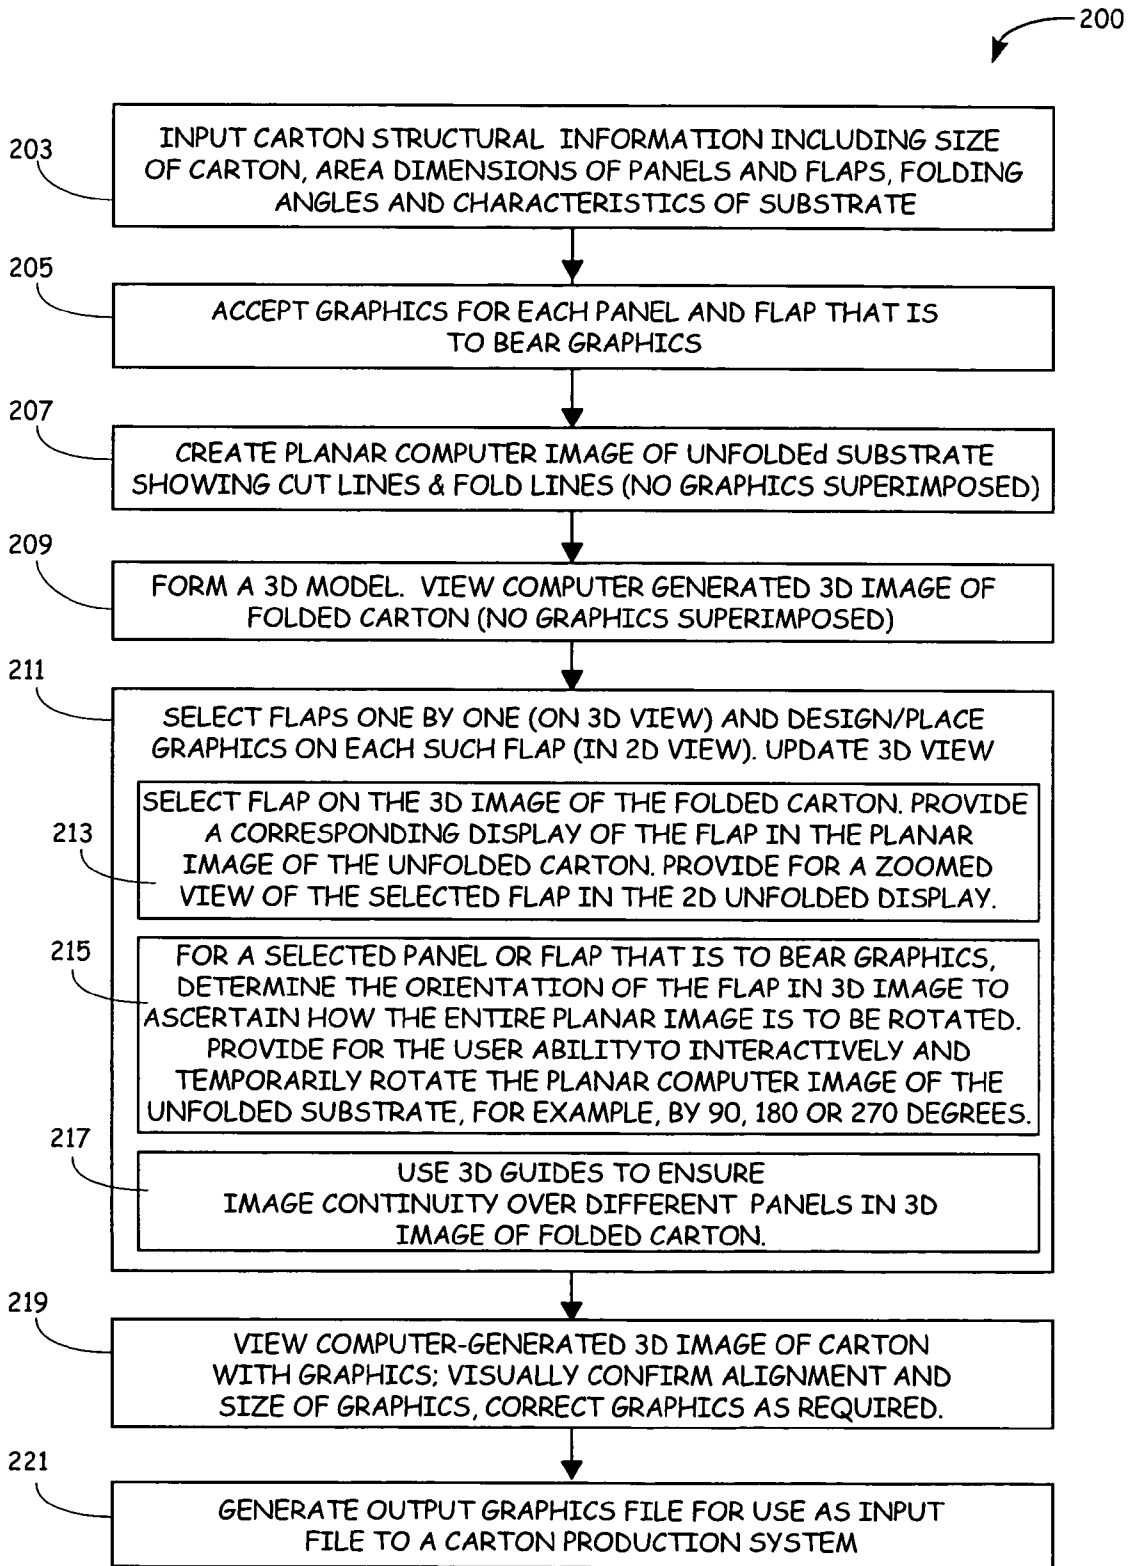 200
203
INPUT CARTON STRUCTURAL INFORMATION INCLUDING SIZE
OF CARTON, AREA DIMENSIONS OF PANELS AND FLAPS, FOLDING
ANGLES AND CHARACTERISTICS OF SUBSTRATE
205
ACCEPT GRAPHICS FOR EACH PANEL AND FLAP THAT IS
TO BEAR GRAPHICS
207
CREATE PLANAR COMPUTER IMAGE OF UNFOLDEd SUBSTRATE
SHOWING CUT LINES & FOLD LINES (NO GRAPHICS SUPERIMPOSED)
209
FORM A 3D MODEL. VIEW COMPUTER GENERATED 3D IMAGE OF
FOLDED CARTON (NO GRAPHICS SUPERIMPOSED)
211
SELECT FLAPS ONE BY ONE (ON 3D VIEW) AND DESIGN/PLACE
GRAPHICS ON EACH SUCH FLAP (IN 2D VIEW). UPDATE 3D VIEW
213
SELECT FLAP ON THE 3D IMAGE OF THE FOLDED CARTON. PROVIDE
A CORRESPONDING DISPLAY OF THE FLAP IN THE PLANAR
IMAGE OF THE UNFOLDED CARTON. PROVIDE FOR A ZOOMED
VIEW OF THE SELECTED FLAP IN THE 2D UNFOLDED DISPLAY.
215
FOR A SELECTED PANEL OR FLAP THAT IS TO BEAR GRAPHICS,
DETERMINE THE ORIENTATION OF THE FLAP IN 3D IMAGE TO
ASCERTAIN HOW THE ENTIRE PLANAR IMAGE IS TO BE ROTATED.
PROVIDE FOR THE USER ABILITYTO INTERACTIVELY AND
TEMPORARILY ROTATE THE PLANAR COMPUTER IMAGE OF THE
UNFOLDED SUBSTRATE, FOR EXAMPLE, BY 90, 180 OR 270 DEGREES.
217
USE 3D GUIDES TO ENSURE
IMAGE CONTINUITY OVER DIFFERENT PANELS IN 3D
IMAGE OF FOLDED CARTON.
219
VIEW COMPUTER-GENERATED 3D IMAGE OF CARTON
WITH GRAPHICS; VISUALLY CONFIRM ALIGNMENT AND
SIZE OF GRAPHICS, CORRECT GRAPHICS AS REQUIRED.
221
GENERATE OUTPUT GRAPHICS FILE FOR USE AS INPUT
FILE TO A CARTON PRODUCTION SYSTEM